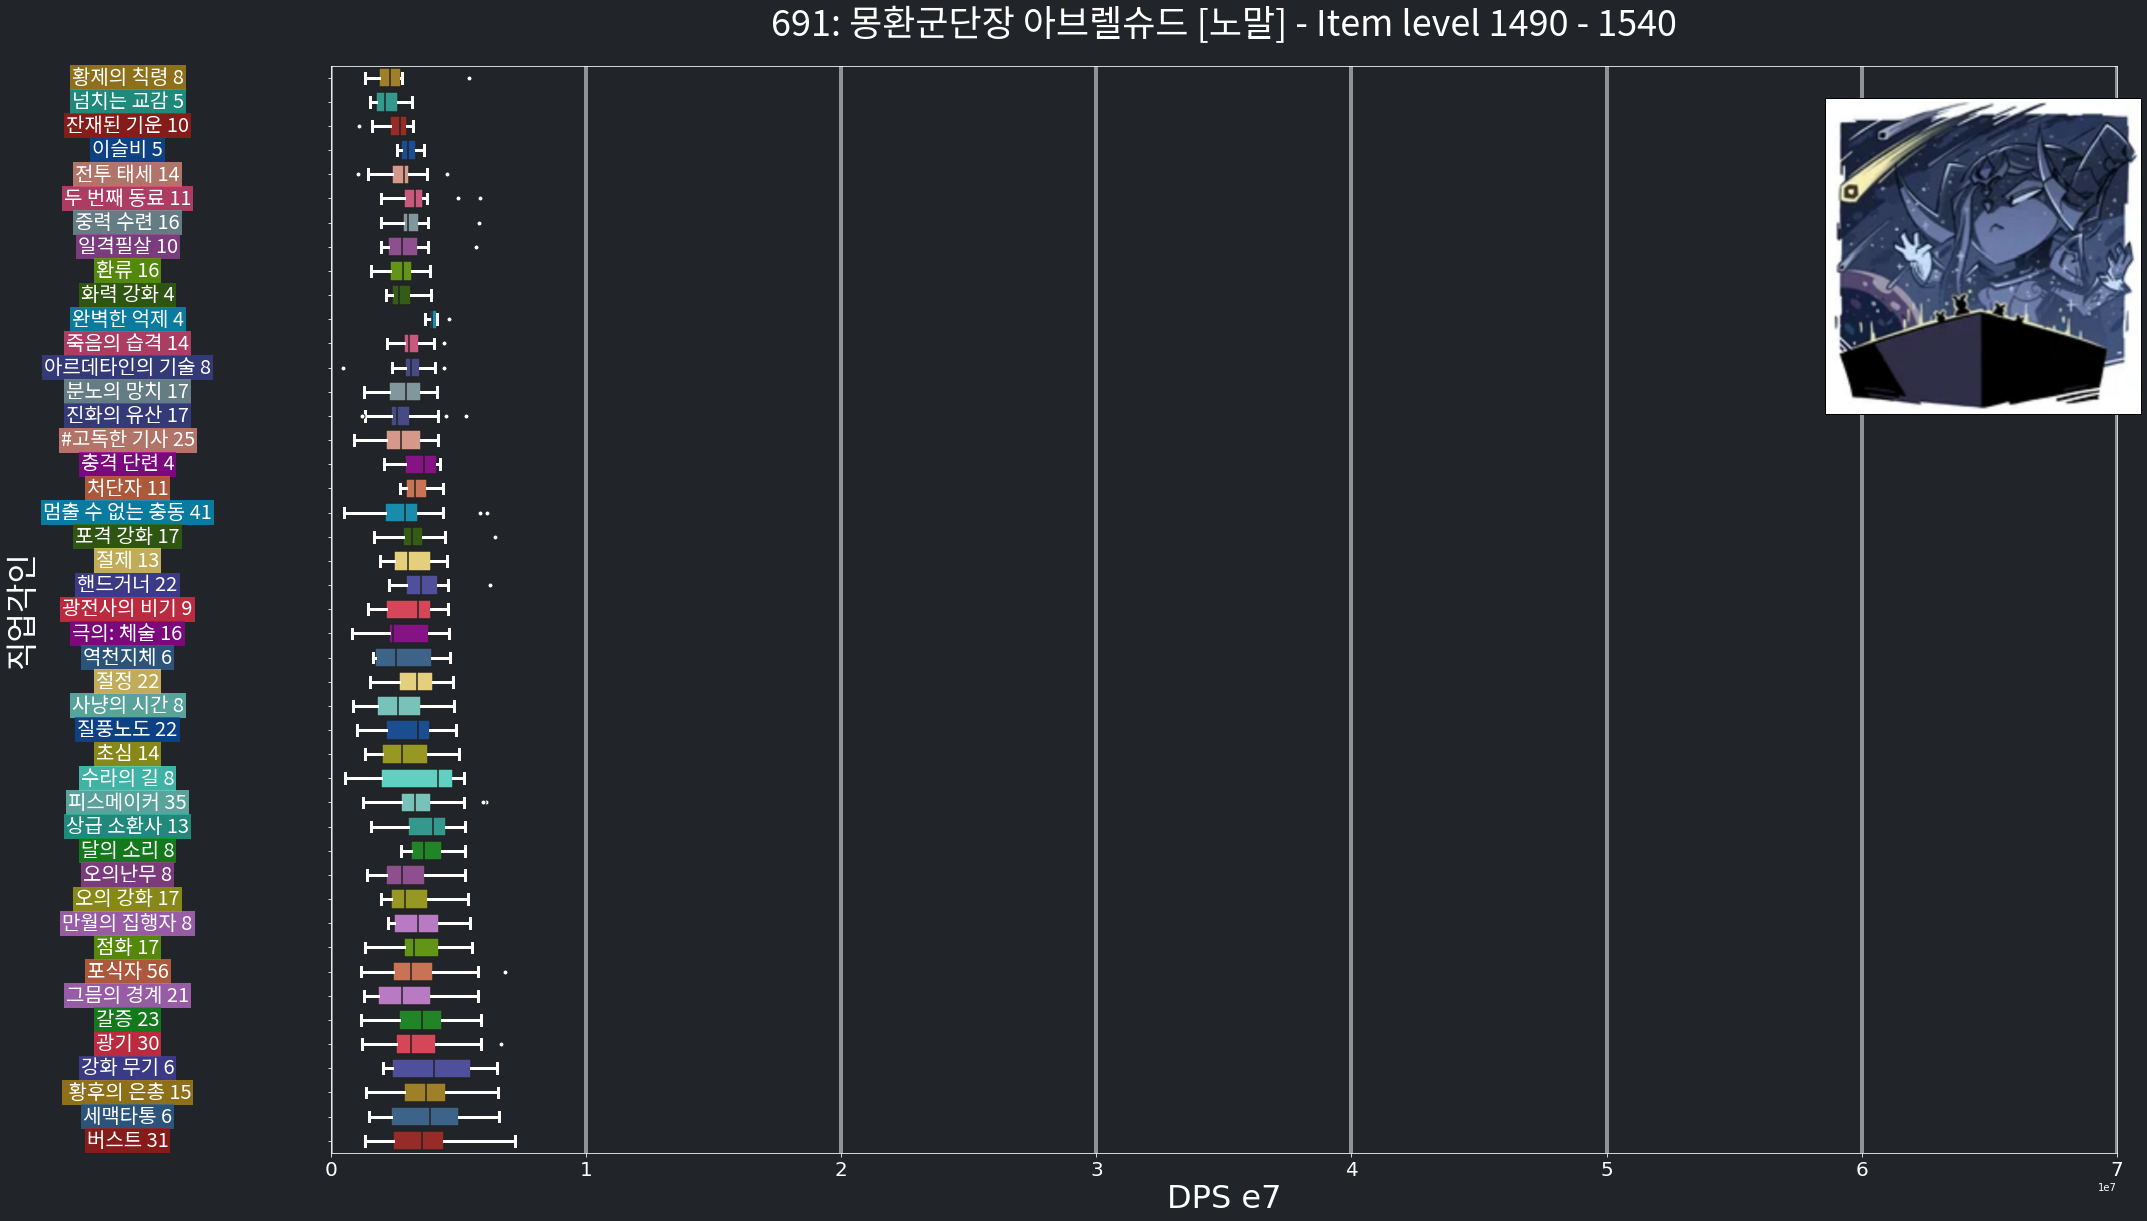 691: 몽환군단장 아브렐슈드 [노말] - Item level 1490 - 1540
직업각인
황제의 칙령 8
넘치는 교감 5
잔재된 기운 10
이슬비 5
전투 태세 14
두 번째 동료 11
중력 수련 16
일격필살 10
환류 16
화력 강화 4
완벽한 억제 4
죽음의 습격 14
아르데타인의 기술 8
분노의 망치 17
진화의 유산 17
#고독한 기사 25
충격 단련 4
처단자 11
멈출 수 없는 충동 41
포격 강화 17
절제 13
핸드거너 22
광전사의 비기 9
극의: 체술 16
역천지체 6
절정 22
사냥의 시간 8
질풍노도 22
초심 14
수라의 길 8
피스메이커 35
상급 소환사 13
달의 소리 8
오의난무 8
오의 강화 17
만월의 집행자 8
점화 17
포식자 56
그믐의 경계 21
갈증 23
광기 30
강화 무기 6
황후의 은총 15
세맥타통 6
버스트 31
0 1 2 3 4 5 6 7
1e7
DPS e7